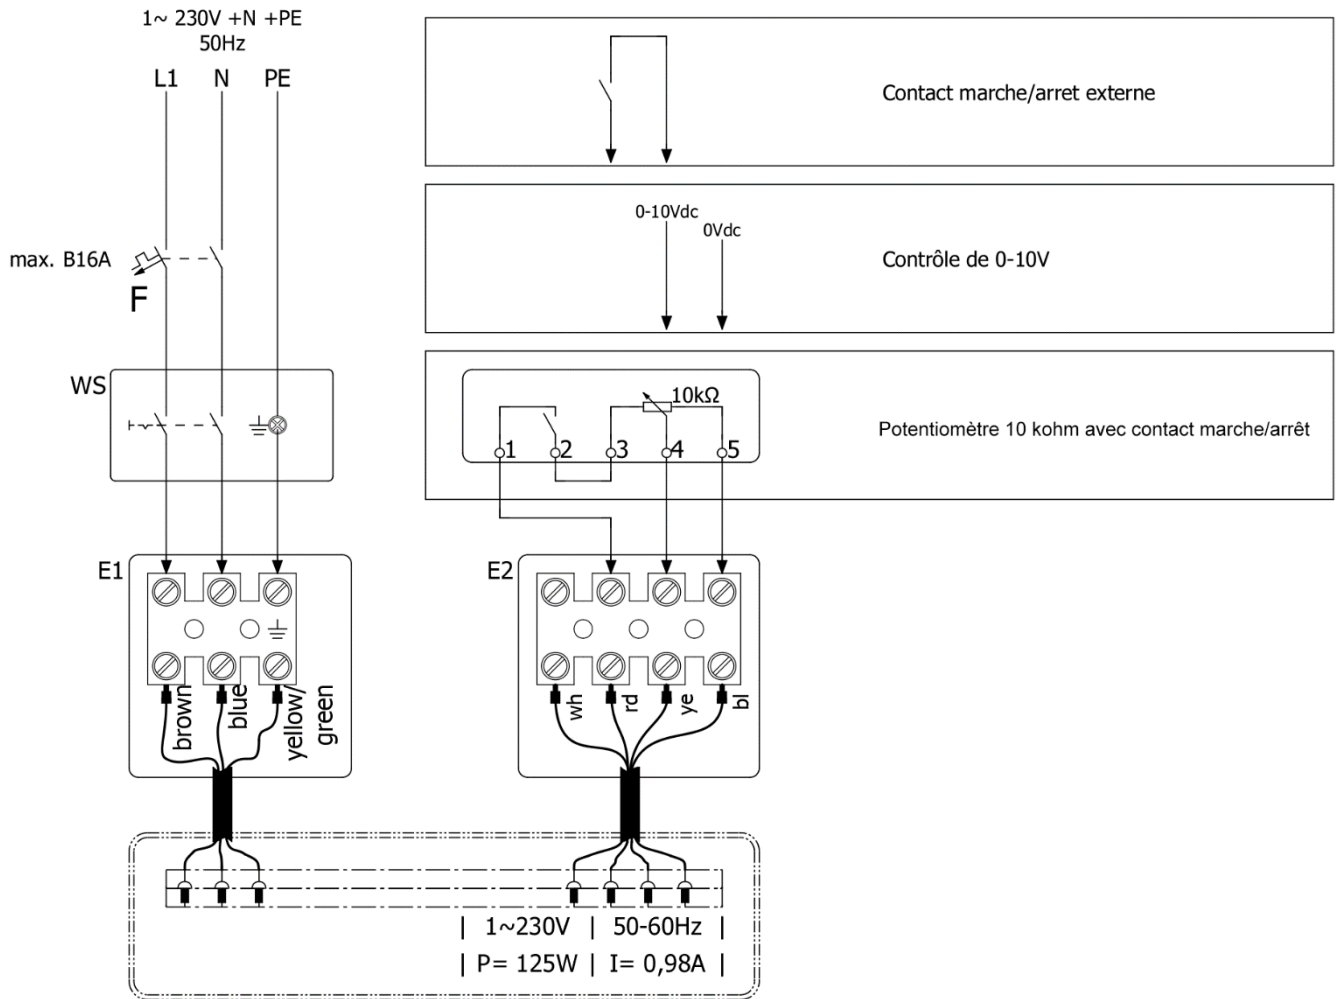 1~ 230V +N +PE
50Hz
L1 N PE
Contact marche/arret externe
0-10Vdc
0Vdc
max. B16A
Contrôle de 0-10V
F
WS
10kΩ
Potentiomètre 10 kohm avec contact marche/arrêt
1 2 3 4 5
E1
E2
brown
blue
yellow/
green
wh
rd
ye
bl
| 1~230V | 50-60Hz |
| P= 125W | I= 0,98A |